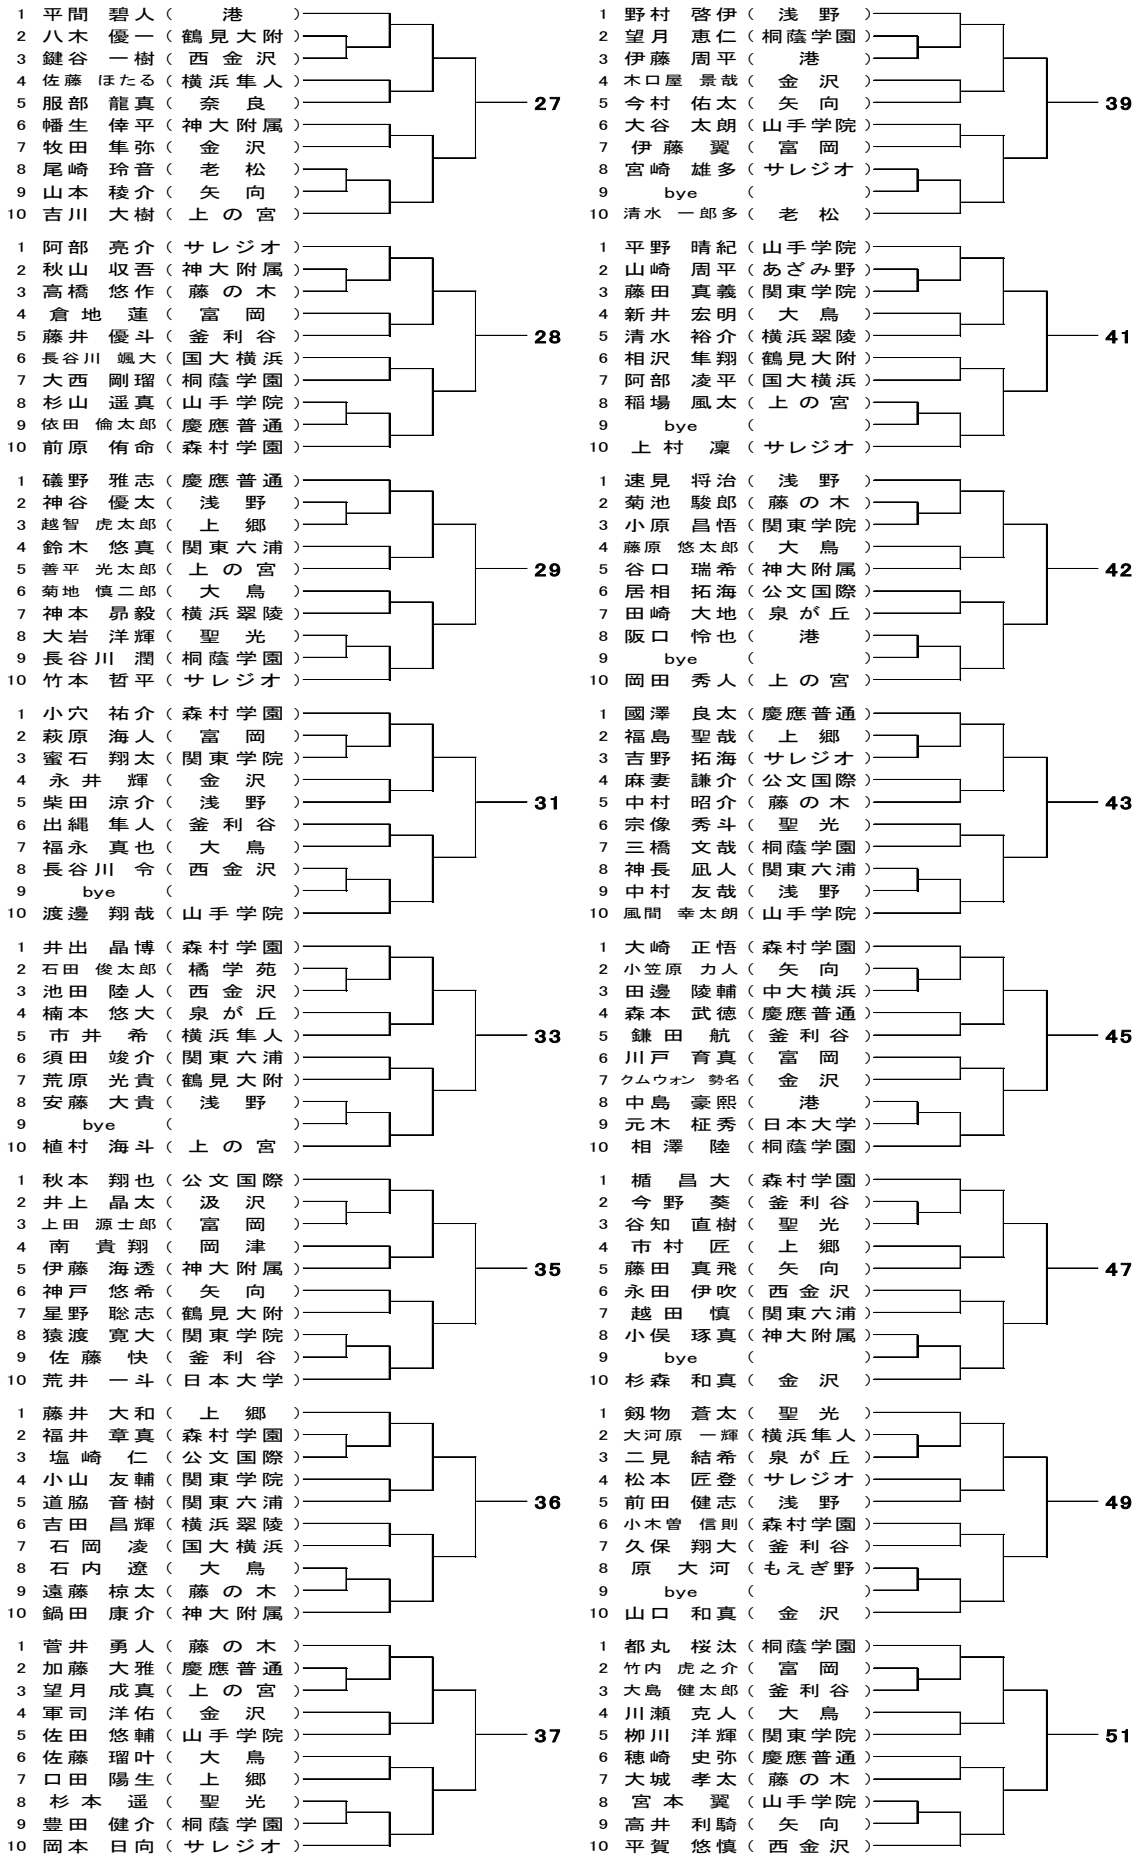 1 平間 碧人 ( 港 )
2 八木 優一 ( 鶴見大附 )
3 鍵谷 一樹 ( 西金沢 )
4 佐藤 ほたる ( 横浜隼人 )
5 服部 龍真 ( 奈良 )
27
6 幡生 倖平 ( 神大附属 )
7 牧田 隼弥 ( 金沢 )
8 尾崎 玲音 ( 老松 )
9 山本 稜介 ( 矢向 )
10 吉川 大樹 ( 上の宮 )
1 阿部 亮介 ( サレジオ )
2 秋山 収吾 ( 神大附属 )
3 高橋 悠作 ( 藤の木 )
4 倉地 蓮 ( 富岡 )
5 藤井 優斗 ( 釜利谷 )
28
6 長谷川 颯大 ( 国大横浜 )
7 大西 剛瑠 ( 桐蔭学園 )
8 杉山 遥真 ( 山手学院 )
9 依田 倫太郎 ( 慶應普通 )
10 前原 侑命 ( 森村学園 )
1 礒野 雅志 ( 慶應普通 )
2 神谷 優太 ( 浅野 )
3 越智 虎太郎 ( 上郷 )
4 鈴木 悠真 ( 関東六浦 )
5 善平 光太郎 ( 上の宮 )
29
6 菊地 慎二郎 ( 大鳥 )
7 神本 昴毅 ( 横浜翠陵 )
8 大岩 洋輝 ( 聖光 )
9 長谷川 潤 ( 桐蔭学園 )
10 竹本 哲平 ( サレジオ )
1 小穴 祐介 ( 森村学園 )
2 萩原 海人 ( 富岡 )
3 蜜石 翔太 ( 関東学院 )
4 永井 輝 ( 金沢 )
5 柴田 涼介 ( 浅野 )
31
6 出縄 隼人 ( 釜利谷 )
7 福永 真也 ( 大鳥 )
8 長谷川 令 ( 西金沢 )
9 bye (  )
10 渡邊 翔哉 ( 山手学院 )
1 井出 晶博 ( 森村学園 )
2 石田 俊太郎 ( 橘学苑 )
3 池田 陸人 ( 西金沢 )
4 楠本 悠大 ( 泉が丘 )
5 市井 希 ( 横浜隼人 )
33
6 須田 竣介 ( 関東六浦 )
7 荒原 光貴 ( 鶴見大附 )
8 安藤 大貴 ( 浅野 )
9 bye (  )
10 植村 海斗 ( 上の宮 )
1 秋本 翔也 ( 公文国際 )
2 井上 晶太 ( 汲沢 )
3 上田 源士郎 ( 富岡 )
4 南 貴翔 ( 岡津 )
5 伊藤 海透 ( 神大附属 )
35
6 神戸 悠希 ( 矢向 )
7 星野 聡志 ( 鶴見大附 )
8 猿渡 寛大 ( 関東学院 )
9 佐藤 快 ( 釜利谷 )
10 荒井 一斗 ( 日本大学 )
1 藤井 大和 ( 上郷 )
2 福井 章真 ( 森村学園 )
3 塩崎 仁 ( 公文国際 )
4 小山 友輔 ( 関東学院 )
5 道脇 音樹 ( 関東六浦 )
36
6 吉田 昌輝 ( 横浜翠陵 )
7 石岡 凌 ( 国大横浜 )
8 石内 遼 ( 大鳥 )
9 遠藤 椋太 ( 藤の木 )
10 鍋田 康介 ( 神大附属 )
1 菅井 勇人 ( 藤の木 )
2 加藤 大雅 ( 慶應普通 )
3 望月 成真 ( 上の宮 )
4 軍司 洋佑 ( 金沢 )
5 佐田 悠輔 ( 山手学院 )
37
6 佐藤 瑠叶 ( 大鳥 )
7 口田 陽生 ( 上郷 )
8 杉本 遥 ( 聖光 )
9 豊田 健介 ( 桐蔭学園 )
10 岡本 日向 ( サレジオ )
1 野村 啓伊 ( 浅野 )
2 望月 恵仁 ( 桐蔭学園 )
3 伊藤 周平 ( 港 )
4 木口屋 景哉 ( 金沢 )
5 今村 佑太 ( 矢向 )
39
6 大谷 太朗 ( 山手学院 )
7 伊藤 翼 ( 富岡 )
8 宮崎 雄多 ( サレジオ )
9 bye (  )
10 清水 一郎多 ( 老松 )
1 平野 晴紀 ( 山手学院 )
2 山崎 周平 ( あざみ野 )
3 藤田 真義 ( 関東学院 )
4 新井 宏明 ( 大鳥 )
5 清水 裕介 ( 横浜翠陵 )
41
6 相沢 隼翔 ( 鶴見大附 )
7 阿部 凌平 ( 国大横浜 )
8 稲場 風太 ( 上の宮 )
9 bye (  )
10 上村 凜 ( サレジオ )
1 速見 将治 ( 浅野 )
2 菊池 駿郎 ( 藤の木 )
3 小原 昌悟 ( 関東学院 )
4 藤原 悠太郎 ( 大鳥 )
5 谷口 瑞希 ( 神大附属 )
42
6 居相 拓海 ( 公文国際 )
7 田崎 大地 ( 泉が丘 )
8 阪口 怜也 ( 港 )
9 bye (  )
10 岡田 秀人 ( 上の宮 )
1 國澤 良太 ( 慶應普通 )
2 福島 聖哉 ( 上郷 )
3 吉野 拓海 ( サレジオ )
4 麻妻 謙介 ( 公文国際 )
5 中村 昭介 ( 藤の木 )
43
6 宗像 秀斗 ( 聖光 )
7 三橋 文哉 ( 桐蔭学園 )
8 神長 凪人 ( 関東六浦 )
9 中村 友哉 ( 浅野 )
10 風間 幸太朗 ( 山手学院 )
1 大崎 正悟 ( 森村学園 )
2 小笠原 力人 ( 矢向 )
3 田邊 陵輔 ( 中大横浜 )
4 森本 武徳 ( 慶應普通 )
5 鎌田 航 ( 釜利谷 )
45
6 川戸 育真 ( 富岡 )
7 クムウォン 勢名 ( 金沢 )
8 中島 豪熙 ( 港 )
9 元木 柾秀 ( 日本大学 )
10 相澤 陸 ( 桐蔭学園 )
1 楯 昌大 ( 森村学園 )
2 今野 葵 ( 釜利谷 )
3 谷知 直樹 ( 聖光 )
4 市村 匠 ( 上郷 )
5 藤田 真飛 ( 矢向 )
47
6 永田 伊吹 ( 西金沢 )
7 越田 慎 ( 関東六浦 )
8 小俣 琢真 ( 神大附属 )
9 bye (  )
10 杉森 和真 ( 金沢 )
1 剱物 蒼太 ( 聖光 )
2 大河原 一輝 ( 横浜隼人 )
3 二見 結希 ( 泉が丘 )
4 松本 匠登 ( サレジオ )
5 前田 健志 ( 浅野 )
49
6 小木曽 信則 ( 森村学園 )
7 久保 翔大 ( 釜利谷 )
8 原 大河 ( もえぎ野 )
9 bye (  )
10 山口 和真 ( 金沢 )
1 都丸 桜汰 ( 桐蔭学園 )
2 竹内 虎之介 ( 富岡 )
3 大島 健太郎 ( 釜利谷 )
4 川瀬 克人 ( 大鳥 )
5 栁川 洋輝 ( 関東学院 )
51
6 穂崎 史弥 ( 慶應普通 )
7 大城 孝太 ( 藤の木 )
8 宮本 翼 ( 山手学院 )
9 高井 利騎 ( 矢向 )
10 平賀 悠慎 ( 西金沢 )